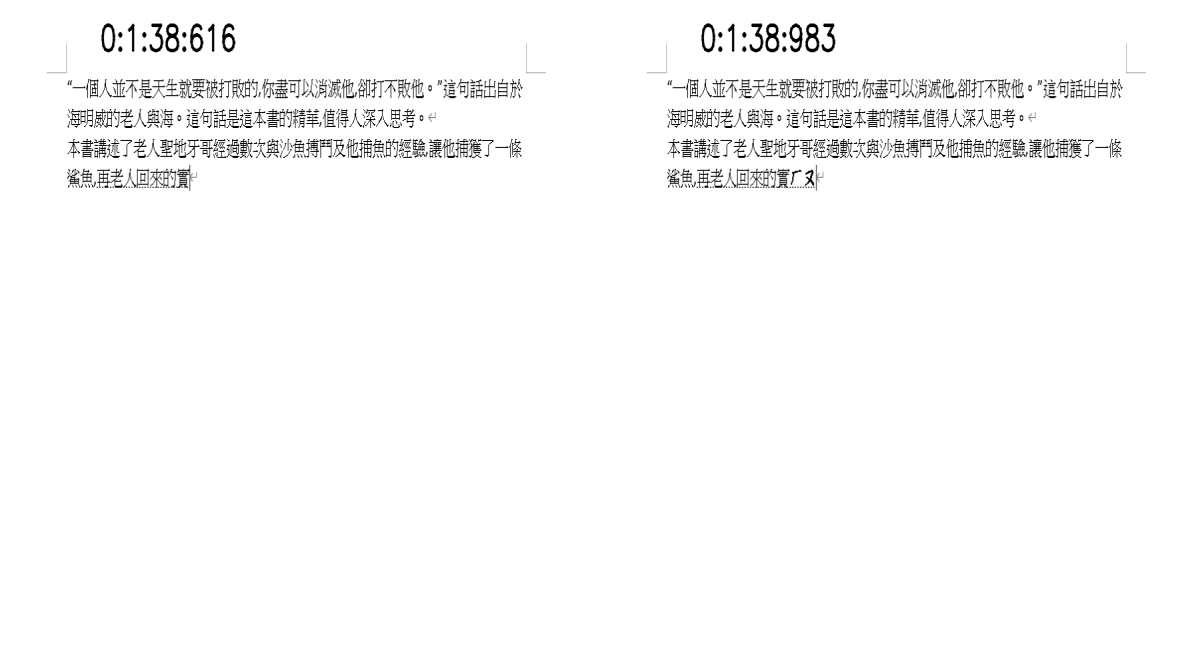 0:1:38:616
“一個人並不是天生就要被打敗的,你盡可以消滅他,卻打不敗他。”這句話出自於
海明威的老人與海。這句話是這本書的精華,值得人深入思考。
本書講述了老人聖地牙哥經過數次與沙魚搏鬥及他捕魚的經驗,讓他捕獲了一條
鯊魚,再老人回來的實
0:1:38:983
“一個人並不是天生就要被打敗的,你盡可以消滅他,卻打不敗他。”這句話出自於
海明威的老人與海。這句話是這本書的精華,值得人深入思考。
本書講述了老人聖地牙哥經過數次與沙魚搏鬥及他捕魚的經驗,讓他捕獲了一條
鯊魚,再老人回來的實ㄏㄡ